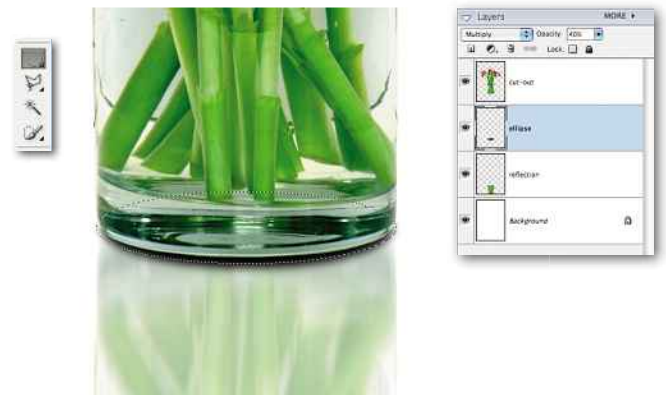 Layers MORE
Multiply Opacity: 40%
Lock:
cut-out
ellipse
reflection
Background